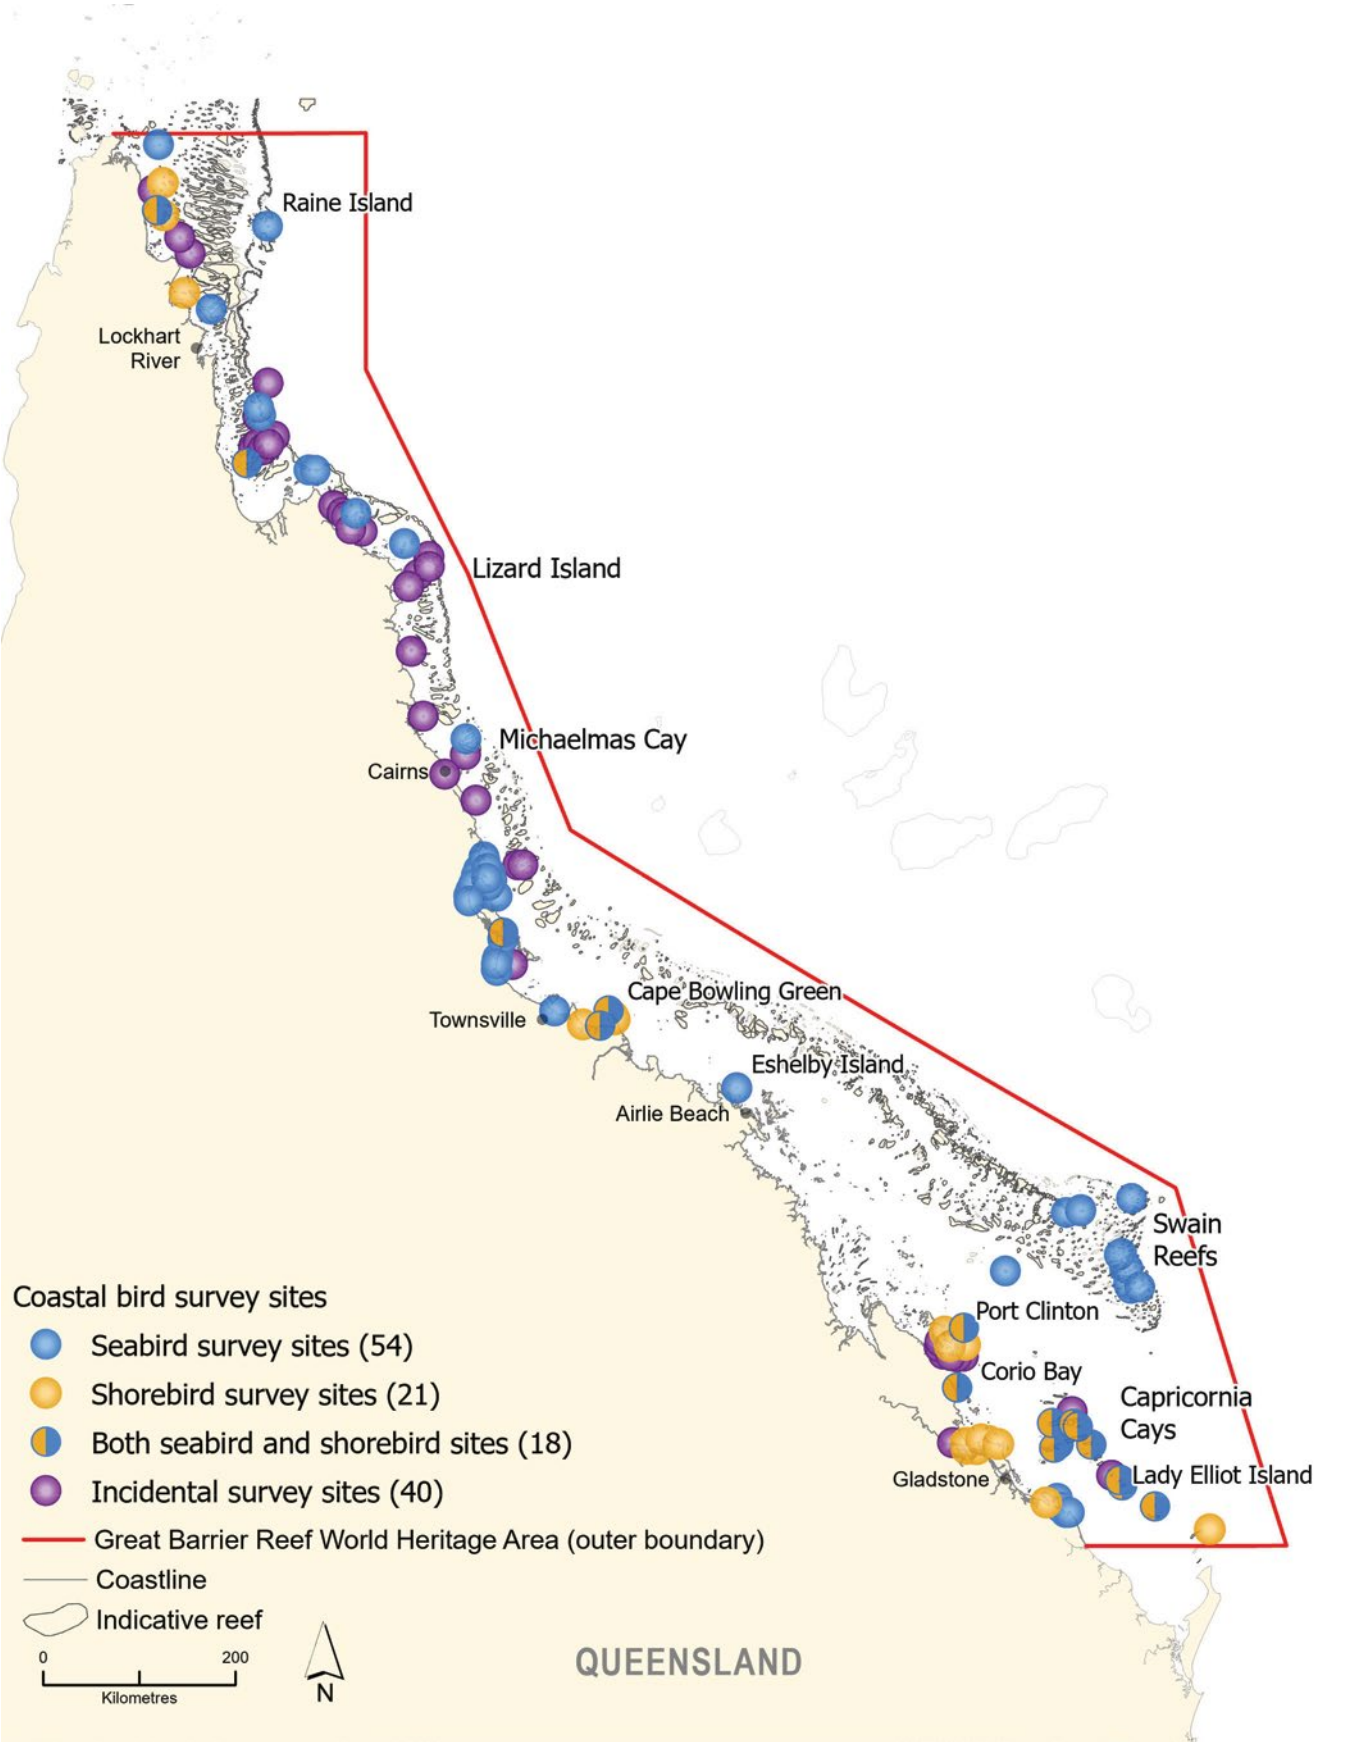 Raine Island
Lockhart
River
Lizard Island
Michaelmas Cay
Cairns
Cape Bowling Green
Townsville
Eshelby Island
Airlie Beach
Swain
Reefs
Port Clinton
Corio Bay
Capricornia
Cays
Lady Elliot Island
Gladstone
Coastal bird survey sites
Seabird survey sites (54)
Shorebird survey sites (21)
Both seabird and shorebird sites (18)
Incidental survey sites (40)
Great Barrier Reef World Heritage Area (outer boundary)
Coastline
Indicative reef
0 200
Kilometres
N
QUEENSLAND